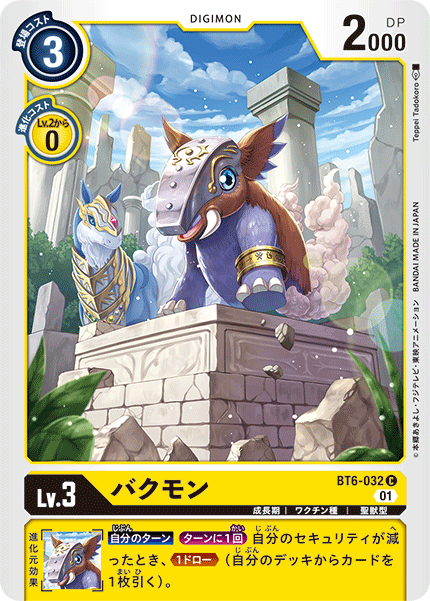 登場コスト
3
DIGIMON
DP
2000
進化コスト
Lv.2から
0
Teppei Tadokoro
©本郷あきよし・フジテレビ・東映アニメーション BANDAI MADE IN JAPAN
Lv.3
バクモン
BT6-032 C
01
成長期 | ワクチン種 | 聖獣型
進化元効果
自分のターン ターンに1回 自分のセキュリティが減
ったとき、1ドロー（自分のデッキからカードを
1枚引く）。